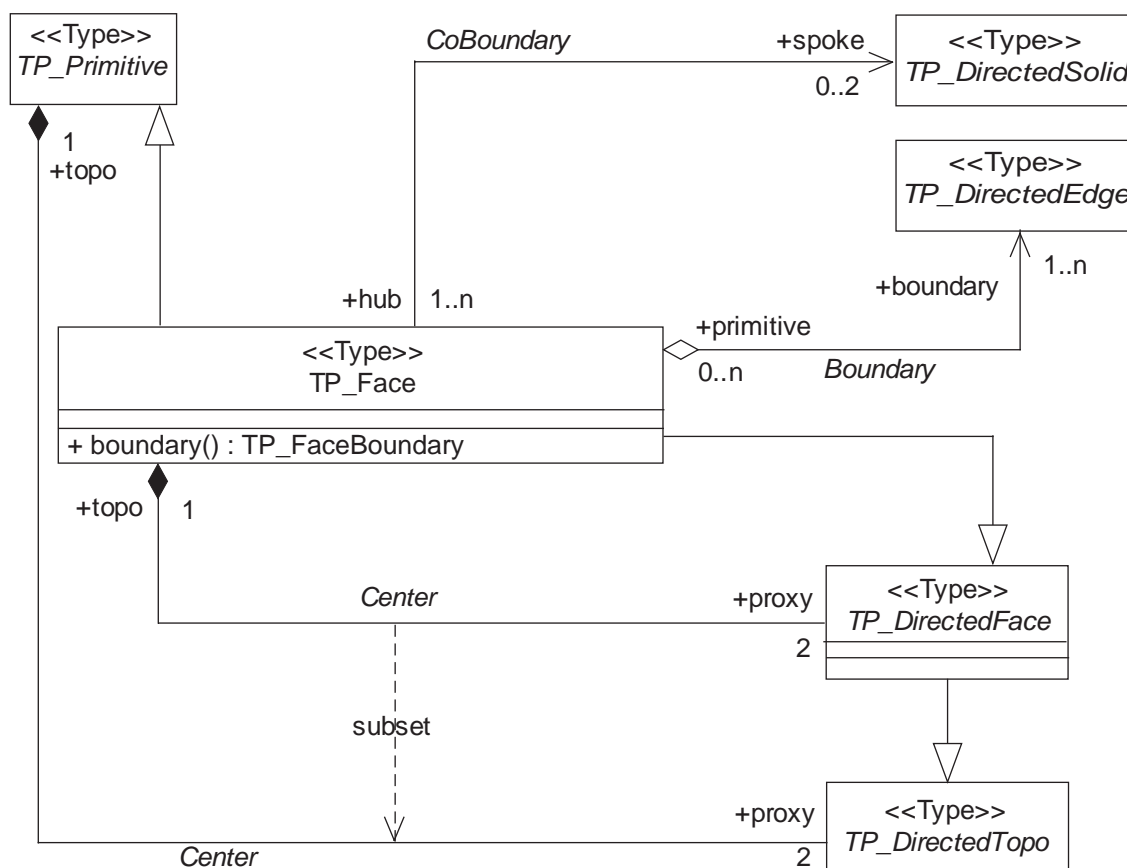 <<Type>>
TP_Primitive
1
+topo
CoBoundary
+spoke
0..2
<<Type>>
TP_DirectedSolid
<<Type>>
TP_DirectedEdge
1..n
+boundary
+hub
1..n
<<Type>>
TP_Face
+ boundary() : TP_FaceBoundary
+primitive
0..n
Boundary
+topo
1
Center
+proxy
2
<<Type>>
TP_DirectedFace
subset
Center
+proxy
2
<<Type>>
TP_DirectedTopo